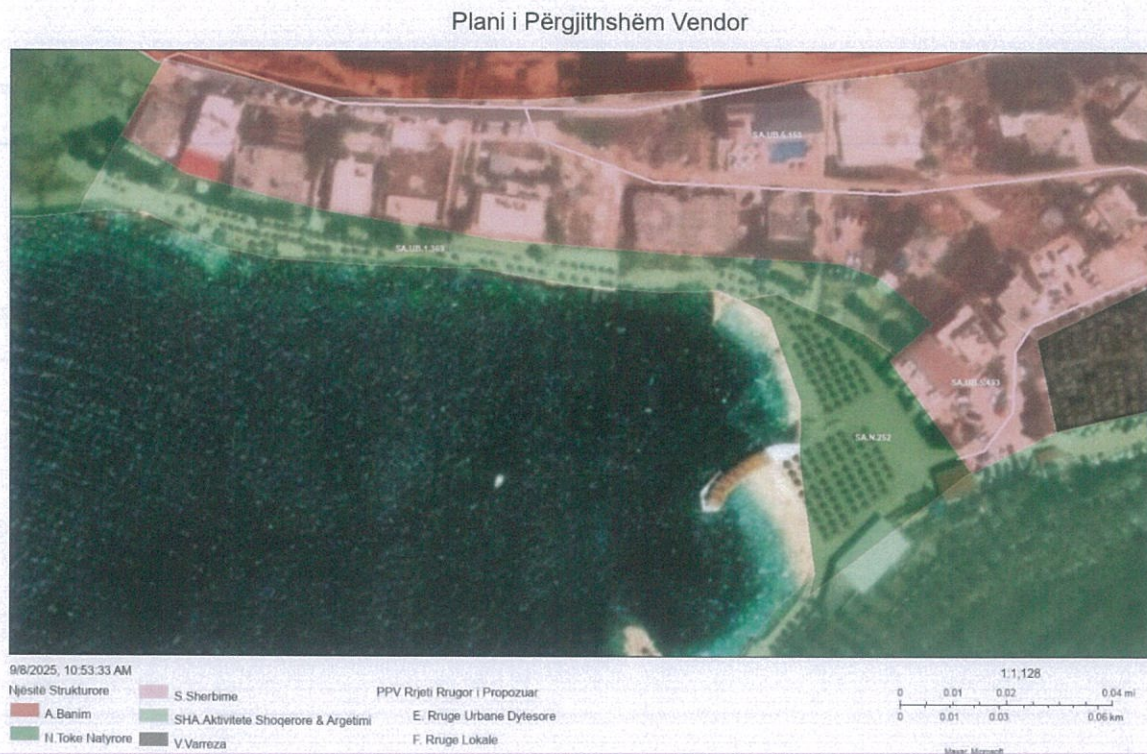 Plani i Përgjithshëm Vendor
SA.UB.1.369
SA.N.252
9/8/2025, 10:53:33 AM
Njësitë Strukturore
A.Banim
N.Toke Natyrore
S.Sherbime
SHA.Aktivitete Shoqerore & Argetimi
V.Varreza
PPV Rrjeti Rrugor i Propozuar
E. Rruge Urbane Dytesore
F. Rruge Lokale
1:1,128
0 0.01 0.02 0.04 mi
0 0.01 0.03 0.06 km
Maxar, Microsoft